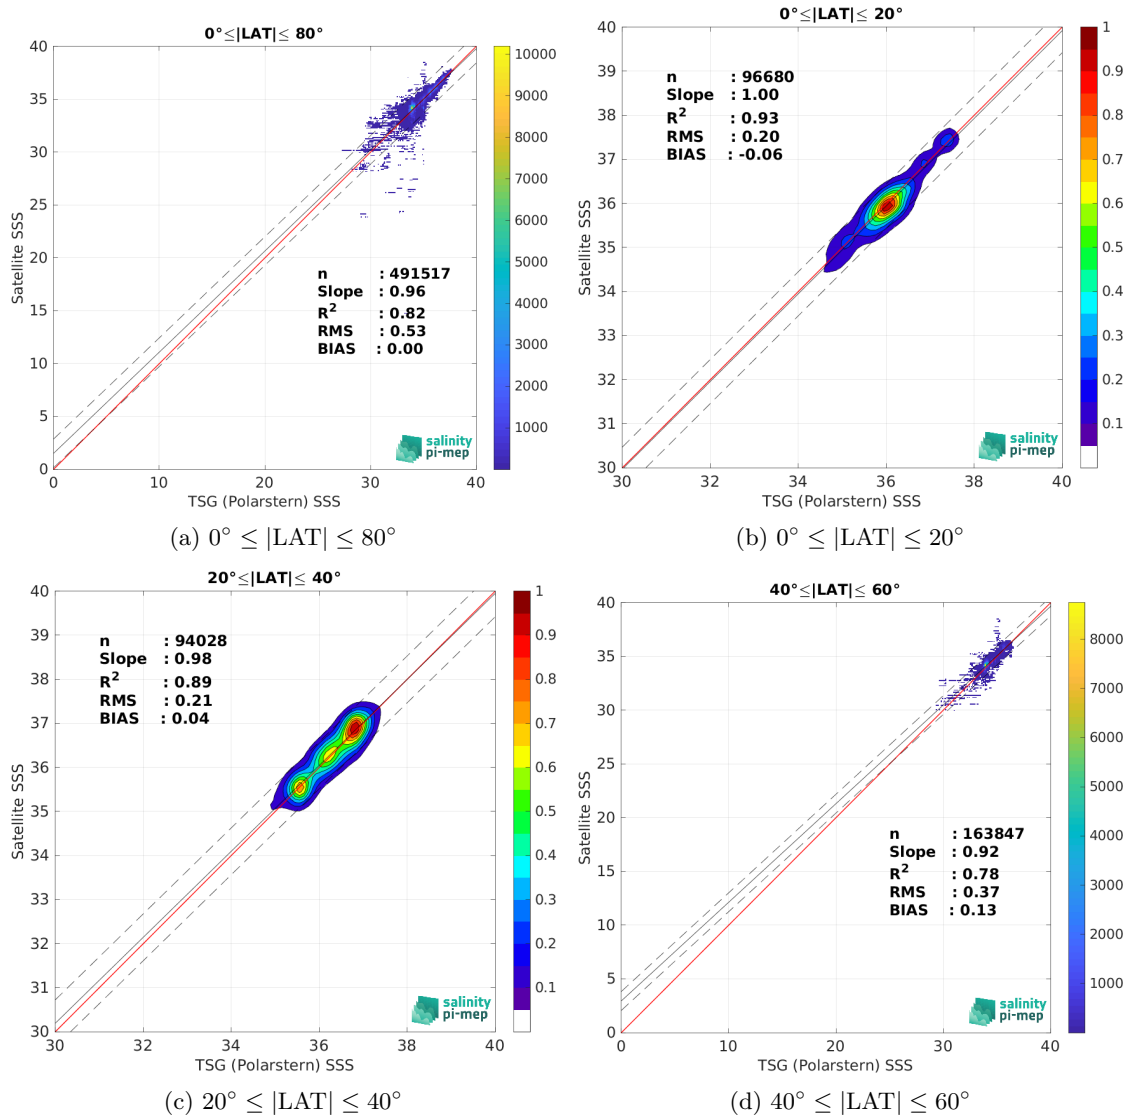 0°≤|LAT|≤ 80°
40
35
30
25
20
15
10
5
0
0
10
20
30
40
Satellite SSS
TSG (Polarstern) SSS
n : 491517
Slope : 0.96
R² : 0.82
RMS : 0.53
BIAS : 0.00
salinity
pi-mep
10000
9000
8000
7000
6000
5000
4000
3000
2000
1000
(a) 0° ≤ |LAT| ≤ 80°
0°≤|LAT|≤ 20°
40
39
38
37
36
35
34
33
32
31
30
30
32
34
36
38
40
Satellite SSS
TSG (Polarstern) SSS
n : 96680
Slope : 1.00
R² : 0.93
RMS : 0.20
BIAS : -0.06
salinity
pi-mep
1
0.9
0.8
0.7
0.6
0.5
0.4
0.3
0.2
0.1
(b) 0° ≤ |LAT| ≤ 20°
20°≤|LAT|≤ 40°
40
39
38
37
36
35
34
33
32
31
30
30
32
34
36
38
40
Satellite SSS
TSG (Polarstern) SSS
n : 94028
Slope : 0.98
R² : 0.89
RMS : 0.21
BIAS : 0.04
salinity
pi-mep
1
0.9
0.8
0.7
0.6
0.5
0.4
0.3
0.2
0.1
(c) 20° ≤ |LAT| ≤ 40°
40°≤|LAT|≤ 60°
40
35
30
25
20
15
10
5
0
0
10
20
30
40
Satellite SSS
TSG (Polarstern) SSS
n : 163847
Slope : 0.92
R² : 0.78
RMS : 0.37
BIAS : 0.13
salinity
pi-mep
8000
7000
6000
5000
4000
3000
2000
1000
(d) 40° ≤ |LAT| ≤ 60°